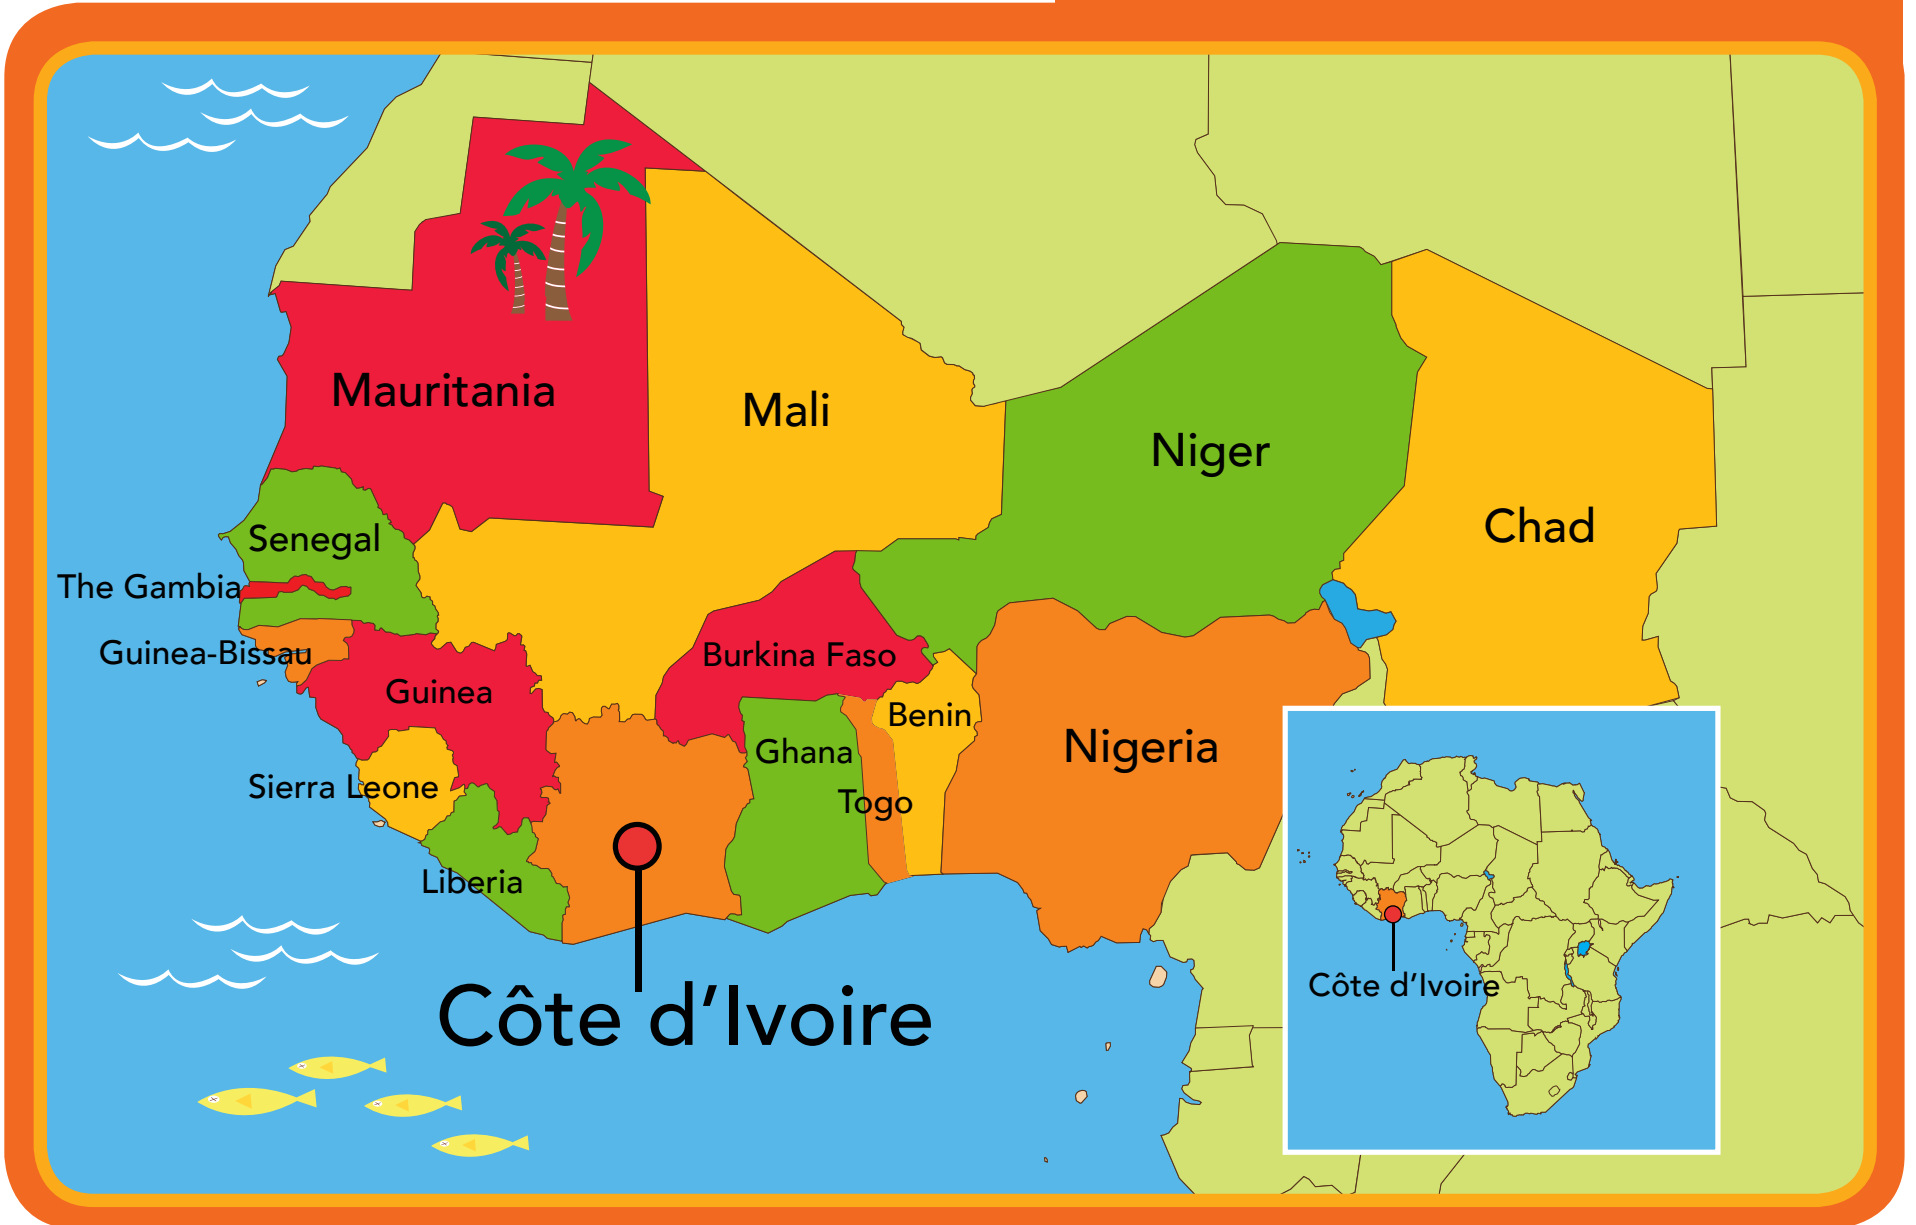 Mauritania
Mali
Niger
Chad
Senegal
The Gambia
Guinea-Bissau
Burkina Faso
Guinea
Benin
Ghana
Nigeria
Sierra Leone
Togo
Liberia
Côte d’Ivoire
Côte d’Ivoire